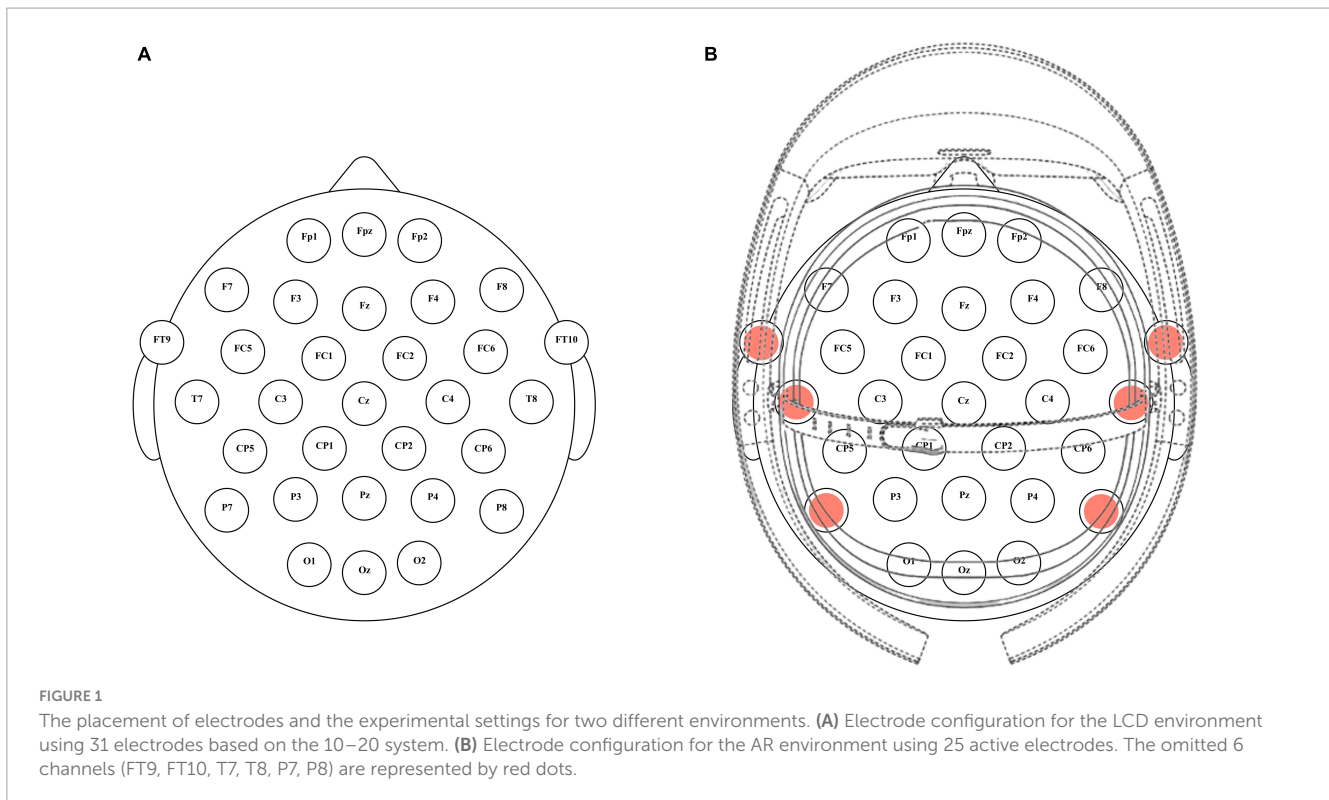 A
Fp1 Fpz Fp2
F7 F3 Fz F4 F8
FT9 FC5 FC1 FC2 FC6 FT10
T7 C3 Cz C4 T8
CP5 CP1 CP2 CP6
P7 P3 Pz P4 P8
O1 Oz O2
B
Fp1 Fpz Fp2
F7 F3 Fz F4 F8
FC5 FC1 FC2 FC6
C3 Cz C4
CP5 CP1 CP2 CP6
P3 Pz P4
O1 Oz O2
FIGURE 1
The placement of electrodes and the experimental settings for two different environments. (A) Electrode configuration for the LCD environment
using 31 electrodes based on the 10–20 system. (B) Electrode configuration for the AR environment using 25 active electrodes. The omitted 6
channels (FT9, FT10, T7, T8, P7, P8) are represented by red dots.